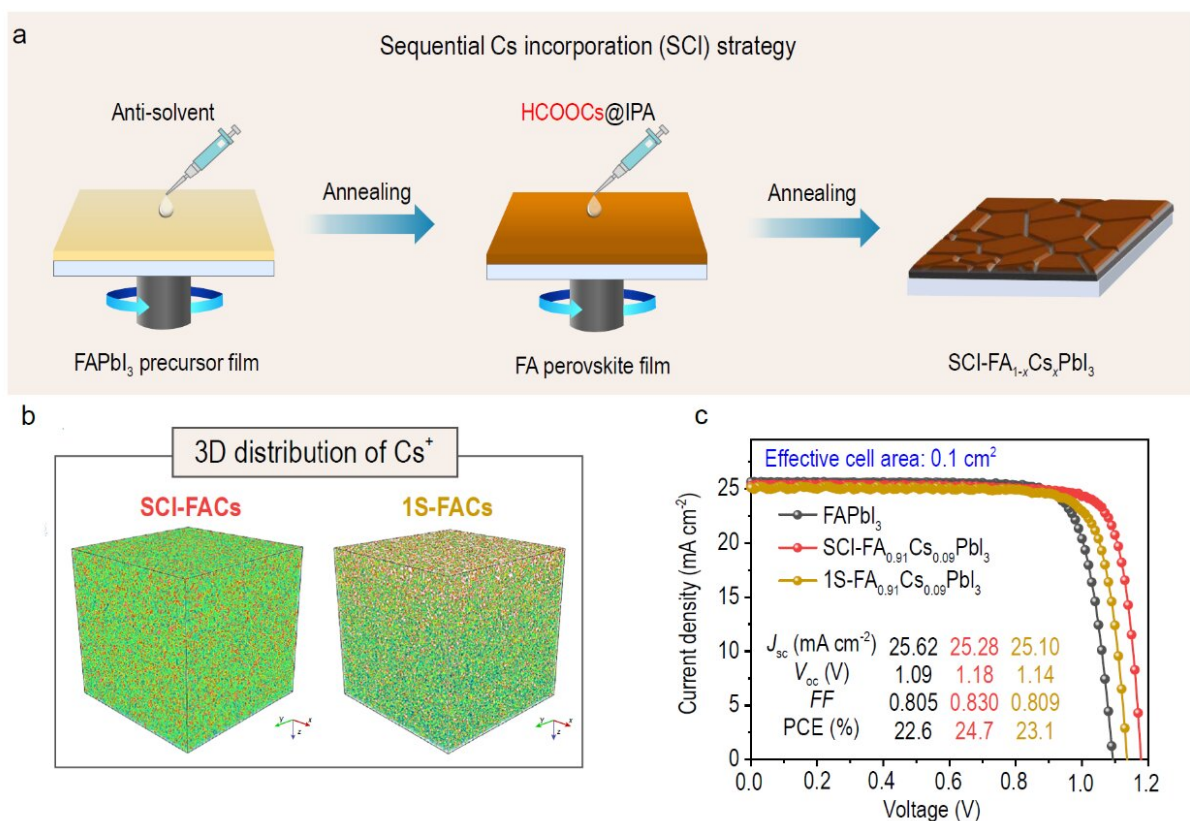 a
Sequential Cs incorporation (SCI) strategy
Anti-solvent
HCOOCs@IPA
Annealing
Annealing
FAPbI₃ precursor film
FA perovskite film
SCI-FA₁₋ₓCsₓPbI₃
b
3D distribution of Cs⁺
SCI-FACs
1S-FACs
Y
x
z
Y
x
z
c
Effective cell area: 0.1 cm²
FAPbI₃
SCI-FA₀.₉₁Cs₀.₀₉PbI₃
1S-FA₀.₉₁Cs₀.₀₉PbI₃
Jsc (mA cm⁻²) 25.62 25.28 25.10
Voc (V) 1.09 1.18 1.14
FF 0.805 0.830 0.809
PCE (%) 22.6 24.7 23.1
Current density (mA cm⁻²)
25
20
15
10
5
0
0.0 0.2 0.4 0.6 0.8 1.0 1.2
Voltage (V)